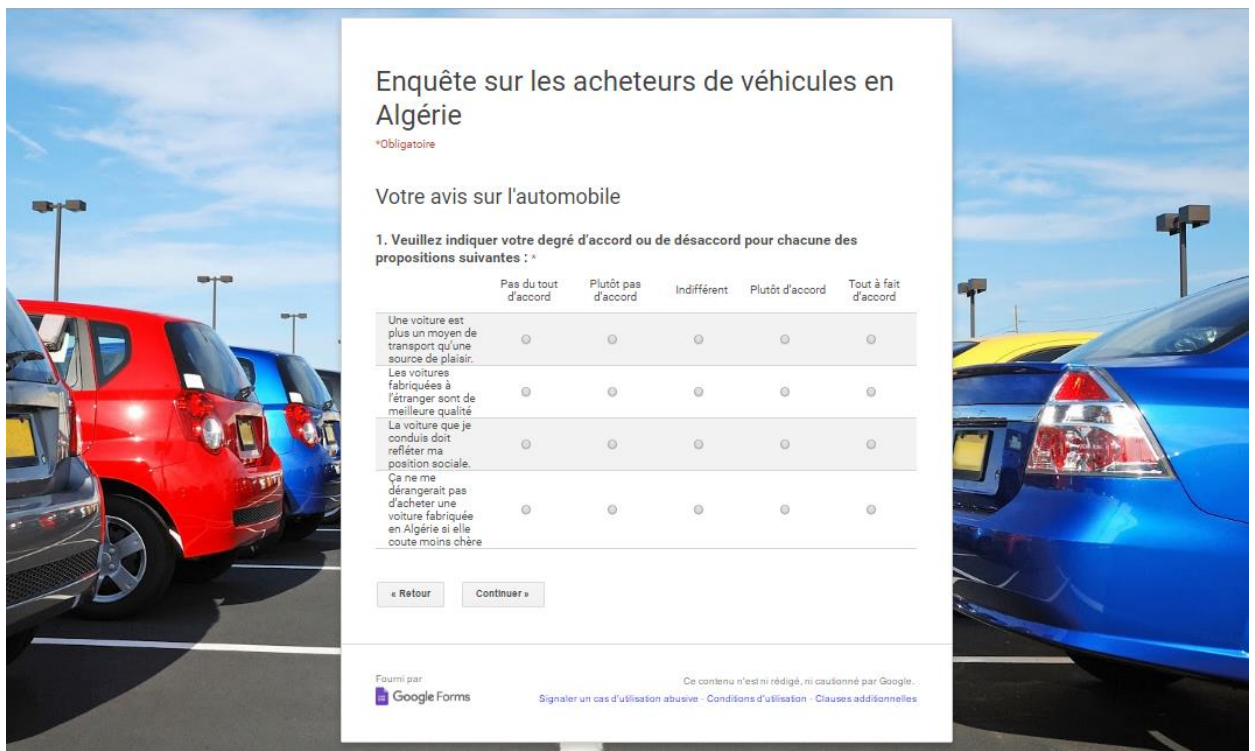 Enquête sur les acheteurs de véhicules en
Algérie
*Obligatoire
Votre avis sur l'automobile
1. Veuillez indiquer votre degré d'accord ou de désaccord pour chacune des
propositions suivantes : *
Pas du tout d'accord Plutôt pas d'accord Indifférent Plutôt d'accord Tout à fait d'accord
Une voiture est
plus un moyen de
transport qu'une
source de plaisir.
Les voitures
fabriquées à
l'étranger sont de
meilleure qualité
La voiture que je
conduis doit
refléter ma
position sociale.
Ça ne me
dérangerait pas
d'acheter une
voiture fabriquée
en Algérie si elle
coute moins chère
« Retour Continuer »
Fourni par
Google Forms
Ce contenu n'est ni rédigé, ni cautionné par Google.
Signaler un cas d'utilisation abusive - Conditions d'utilisation - Clauses additionnelles